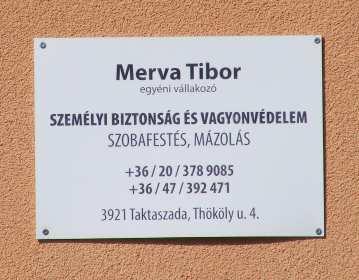 Merva Tibor
egyéni vállakozó
SZEMÉLYI BIZTONSÁG ÉS VAGYONVÉDELEM
SZOBAFESTÉS, MÁZOLÁS
+36 / 20 / 378 9085
+36 / 47 / 392 471
3921 Taktaszada, Thököly u. 4.